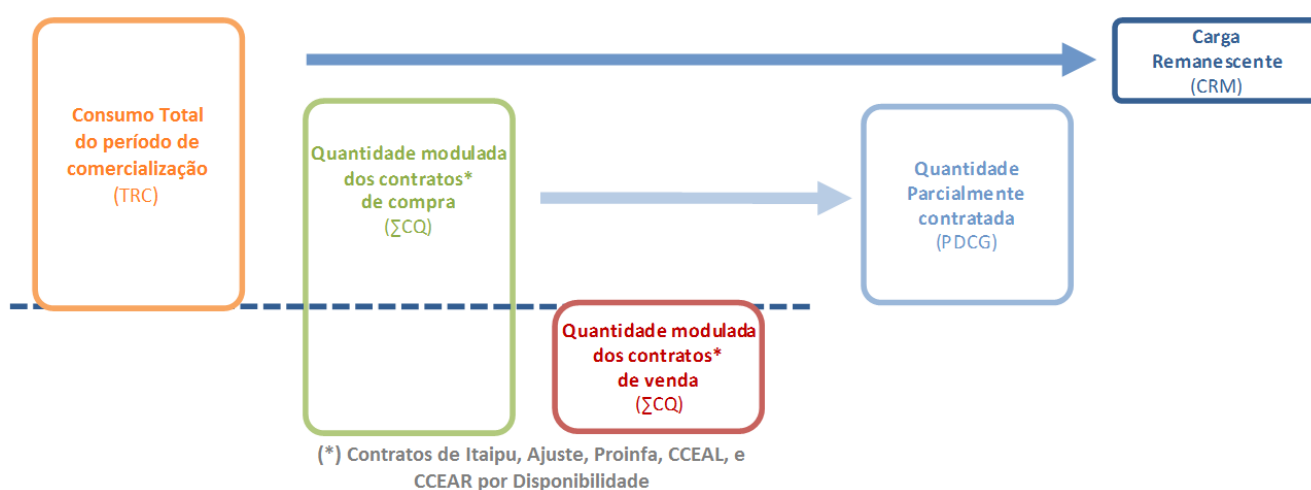 Consumo Total
do período de
comercialização
(TRC)
Quantidade modulada
dos contratos*
de compra
(∑CQ)
Quantidade modulada
dos contratos*
de venda
(∑CQ)
Quantidade
Parcialmente
contratada
(PDCG)
Carga
Remanescente
(CRM)
(*) Contratos de Itaipu, Ajuste, Proinfa, CCEAL, e
CCEAR por Disponibilidade